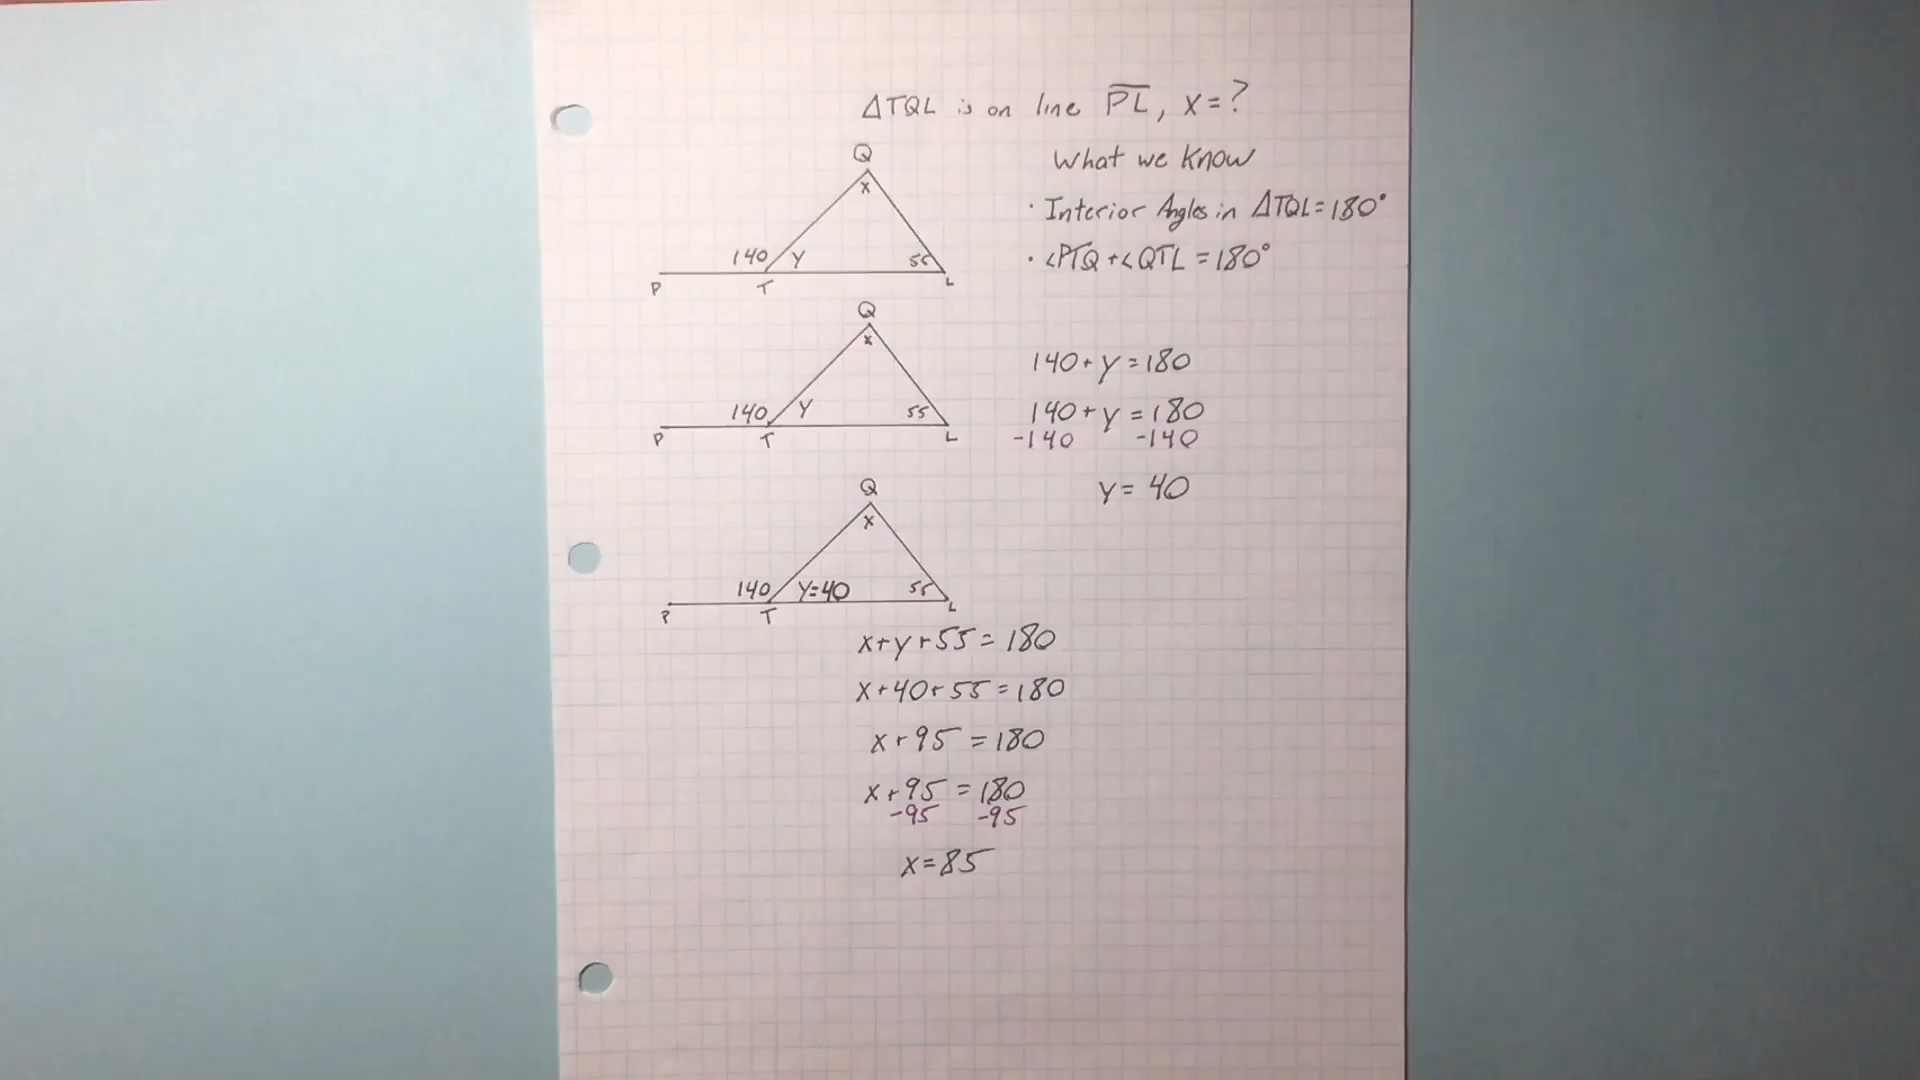 △TQL is on line PL, x=?
What we know
· Interior Angles in △TQL=180°
· <PTQ+<QTL=180°
Q
x
140 y 55
P T L
Q
x
140 y 55
P T L
140+y=180
140+y=180
-140 -140
y=40
Q
x
140 y=40 55
P T L
x+y+55=180
x+40+55=180
x+95=180
x+95=180
-95 -95
x=85